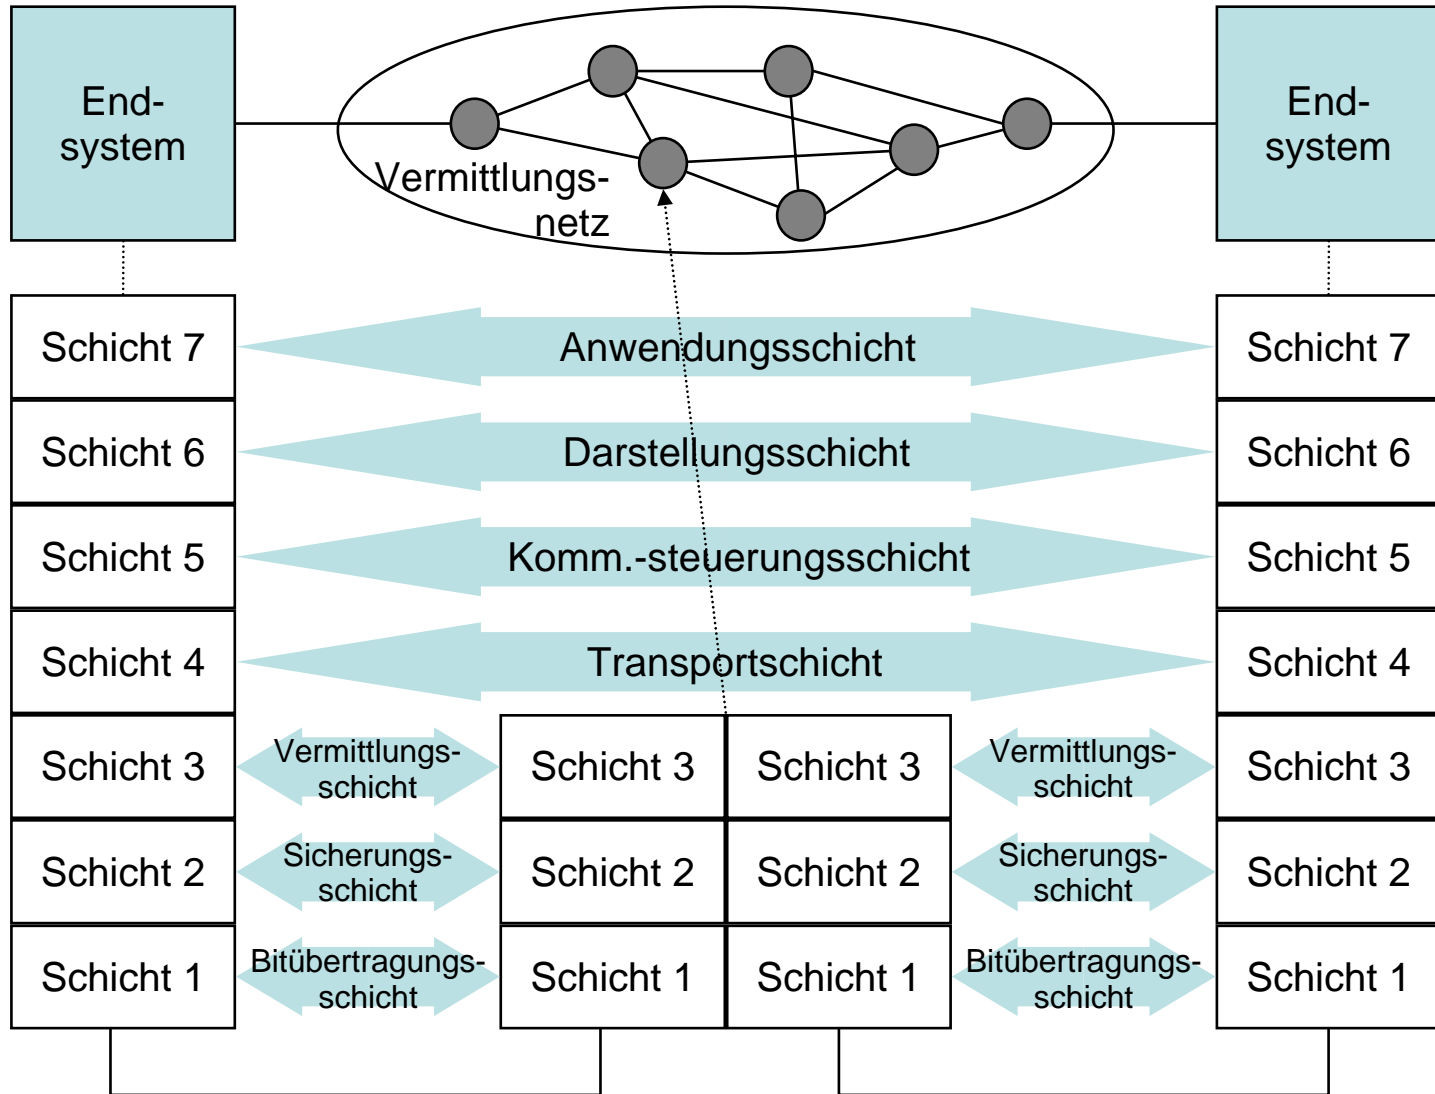 End-
system
Vermittlungs-
netz
End-
system
Schicht 7
Anwendungsschicht
Schicht 7
Schicht 6
Darstellungsschicht
Schicht 6
Schicht 5
Komm.-steuerungsschicht
Schicht 5
Schicht 4
Transportschicht
Schicht 4
Schicht 3
Vermittlungs-
schicht
Schicht 3
Schicht 3
Vermittlungs-
schicht
Schicht 3
Schicht 2
Sicherungs-
schicht
Schicht 2
Schicht 2
Sicherungs-
schicht
Schicht 2
Schicht 1
Bitübertragungs-
schicht
Schicht 1
Schicht 1
Bitübertragungs-
schicht
Schicht 1